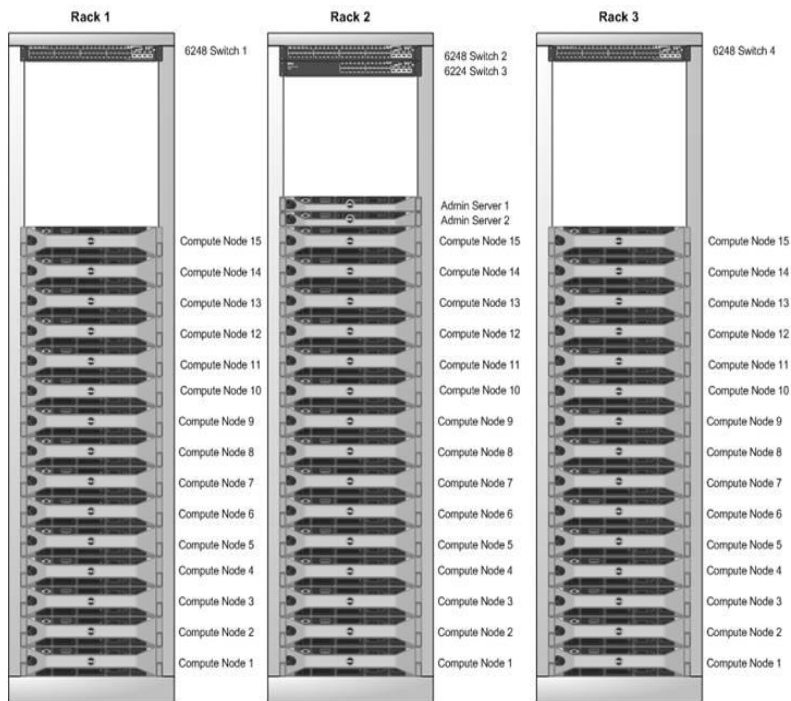 Rack 1
6248 Switch 1
Compute Node 15
Compute Node 14
Compute Node 13
Compute Node 12
Compute Node 11
Compute Node 10
Compute Node 9
Compute Node 8
Compute Node 7
Compute Node 6
Compute Node 5
Compute Node 4
Compute Node 3
Compute Node 2
Compute Node 1
Rack 2
6248 Switch 2
6224 Switch 3
Admin Server 1
Admin Server 2
Compute Node 15
Compute Node 14
Compute Node 13
Compute Node 12
Compute Node 11
Compute Node 10
Compute Node 9
Compute Node 8
Compute Node 7
Compute Node 6
Compute Node 5
Compute Node 4
Compute Node 3
Compute Node 2
Compute Node 1
Rack 3
6248 Switch 4
Compute Node 15
Compute Node 14
Compute Node 13
Compute Node 12
Compute Node 11
Compute Node 10
Compute Node 9
Compute Node 8
Compute Node 7
Compute Node 6
Compute Node 5
Compute Node 4
Compute Node 3
Compute Node 2
Compute Node 1